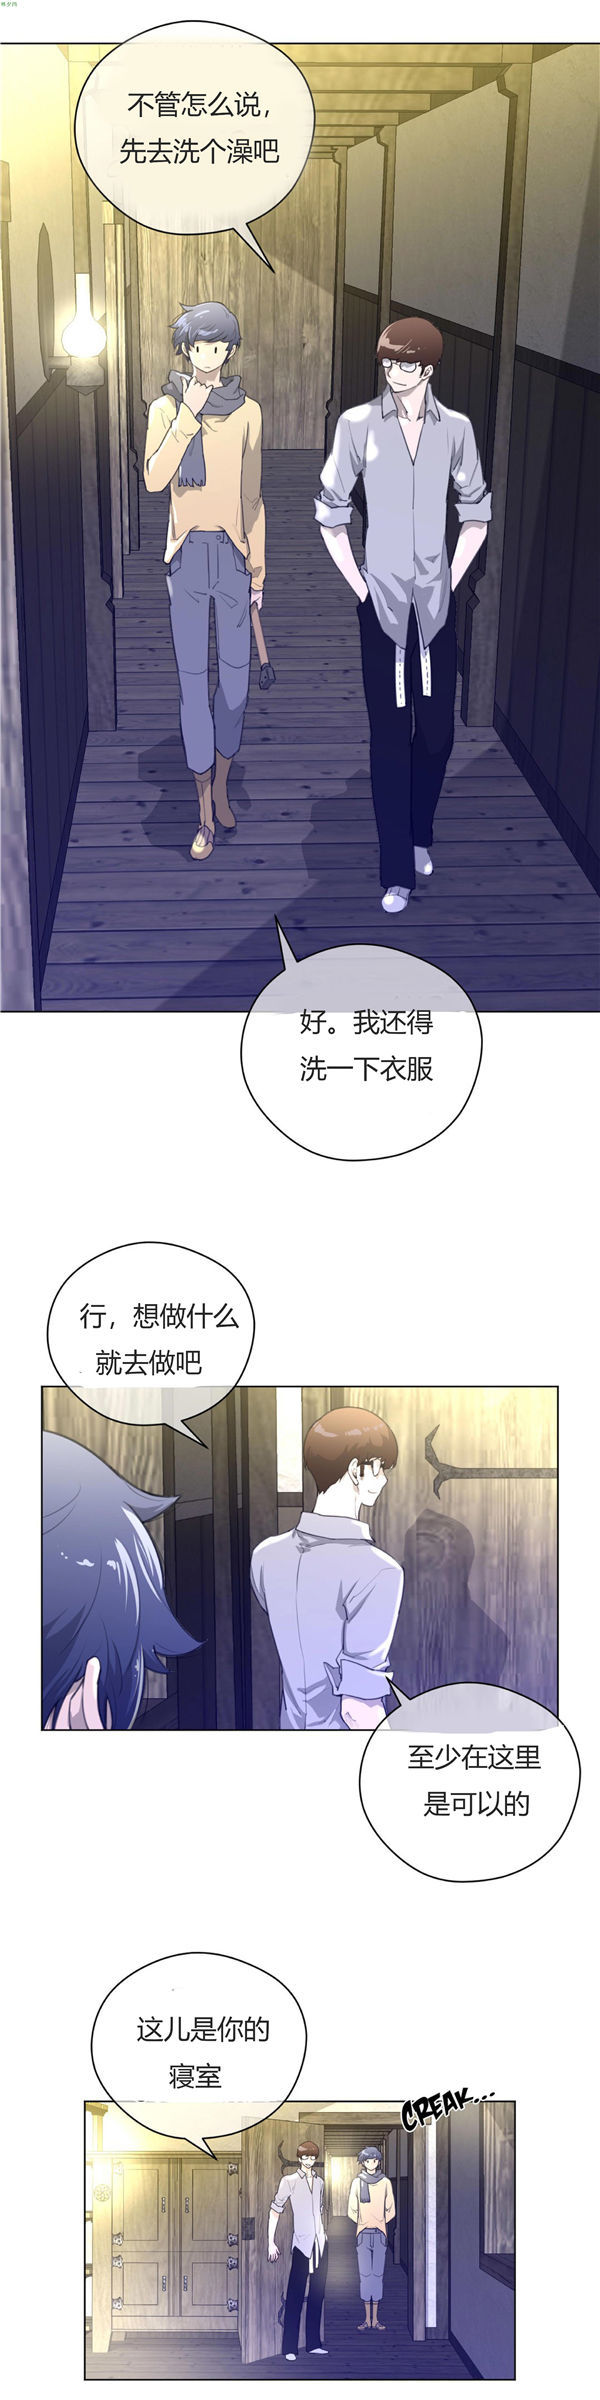 不管怎么说，
先去洗个澡吧
好。我还得
洗一下衣服
行，想做什么
就去做吧
至少在这里
是可以的
这儿是你的
寝室
CREAK...